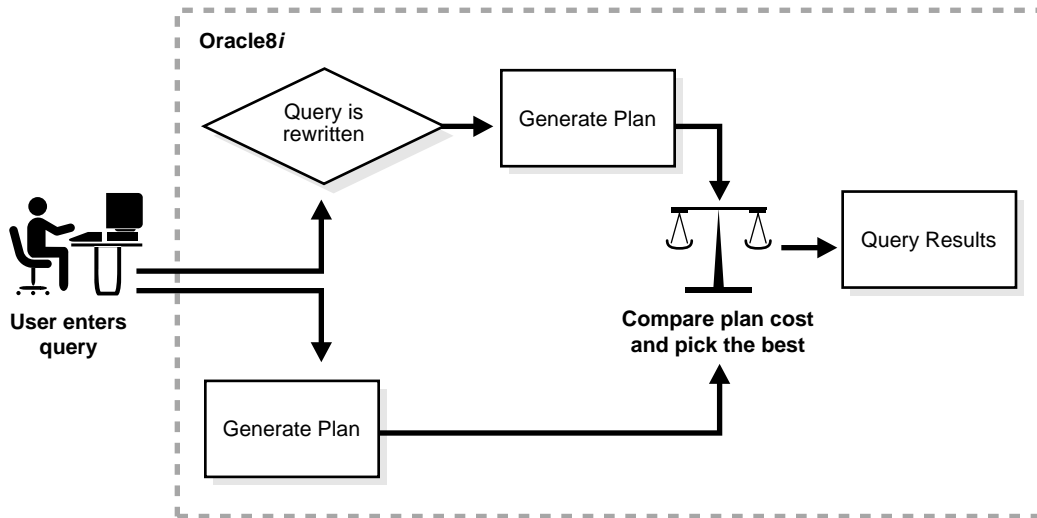 Oracle8i
Query is
rewritten
Generate Plan
Query Results
User enters
query
Compare plan cost
and pick the best
Generate Plan